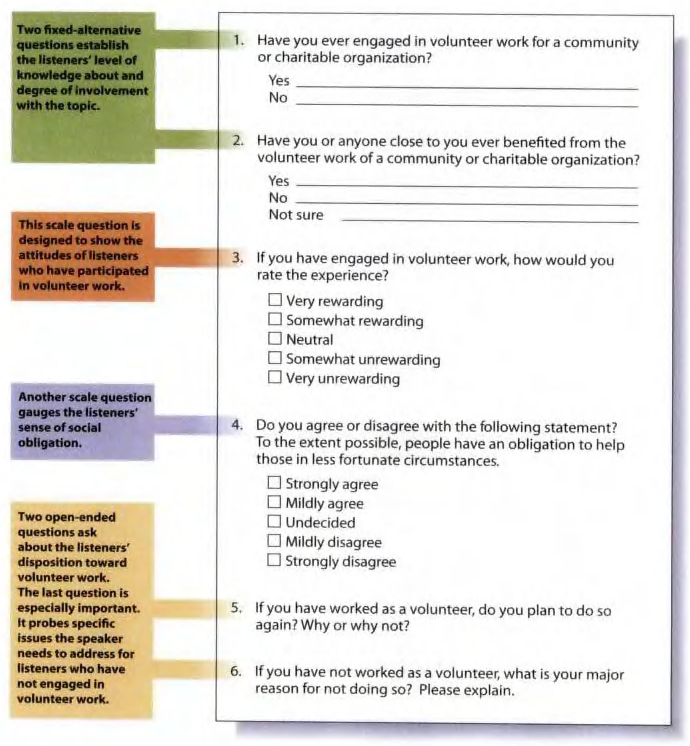 Two fixed-alternative
questions establish
the listeners' level of
knowledge about and
degree of involvement
with the topic.
1. Have you ever engaged in volunteer work for a community
or charitable organization?
Yes
No
2. Have you or anyone close to you ever benefited from the
volunteer work of a community or charitable organization?
Yes
No
Not sure
This scale question is
designed to show the
attitudes of listeners
who have participated
in volunteer work.
3. If you have engaged in volunteer work, how would you
rate the experience?
Very rewarding
Somewhat rewarding
Neutral
Somewhat unrewarding
Very unrewarding
Another scale question
gauges the listeners'
sense of social
obligation.
4. Do you agree or disagree with the following statement?
To the extent possible, people have an obligation to help
those in less fortunate circumstances.
Strongly agree
Mildly agree
Undecided
Mildly disagree
Strongly disagree
Two open-ended
questions ask
about the listeners'
disposition toward
volunteer work.
The last question is
especially important.
It probes specific
issues the speaker
needs to address for
listeners who have
not engaged in
volunteer work.
5. If you have worked as a volunteer, do you plan to do so
again? Why or why not?
6. If you have not worked as a volunteer, what is your major
reason for not doing so? Please explain.